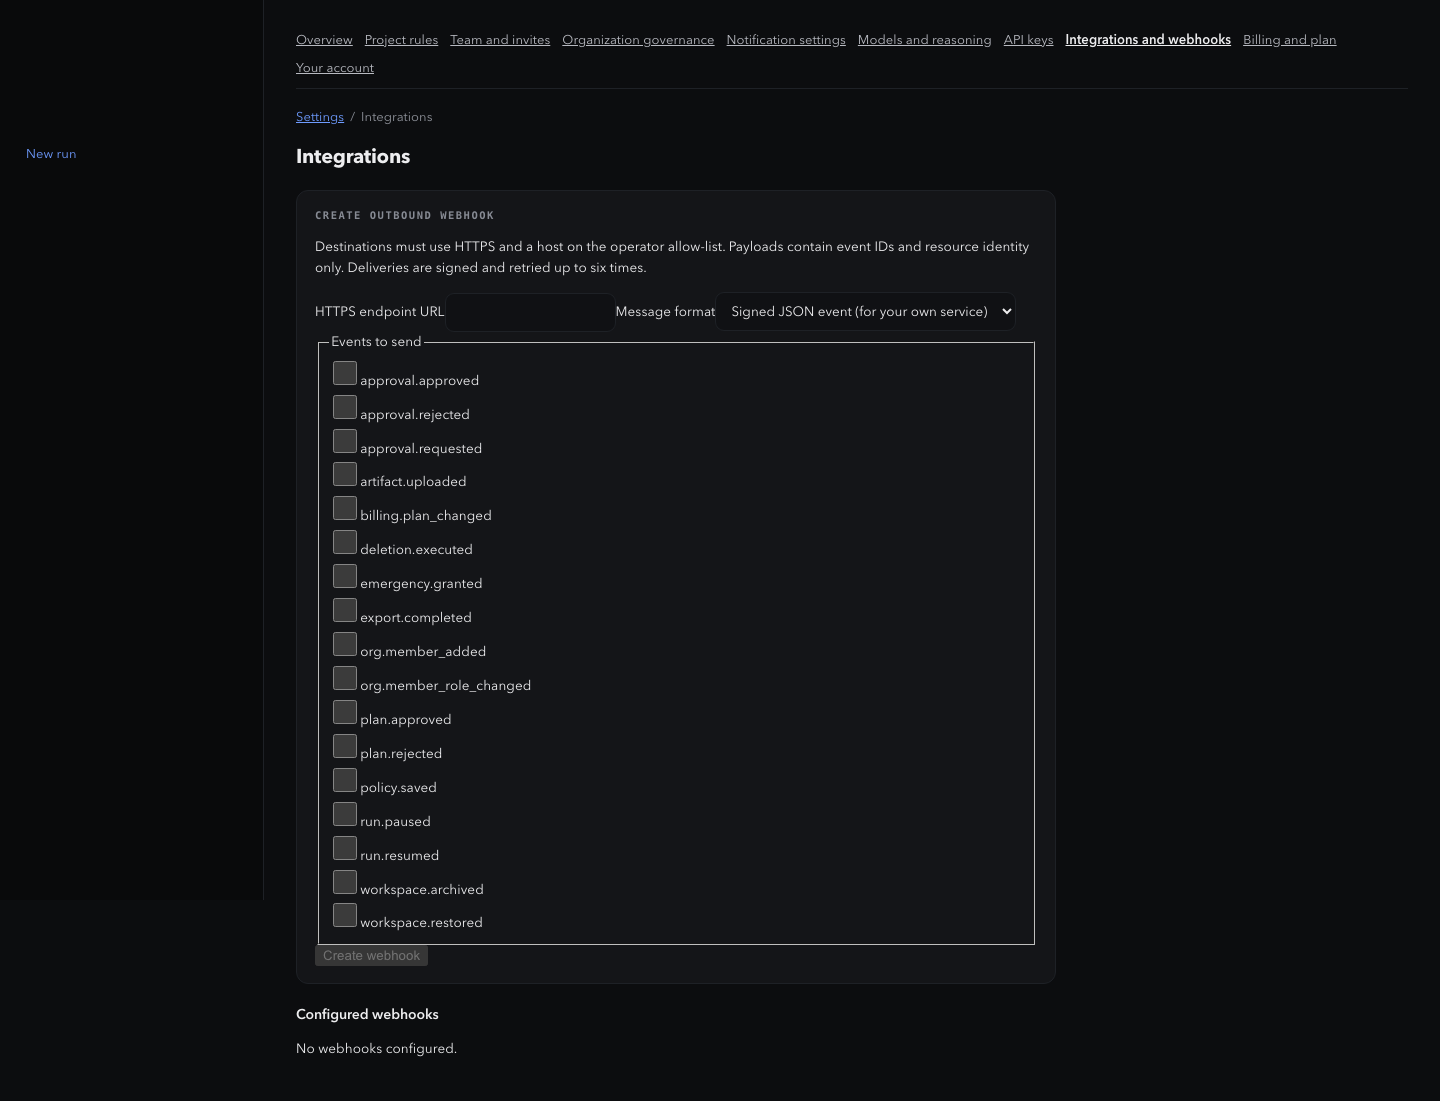 Overview Project rules Team and invites Organization governance Notification settings Models and reasoning API keys Integrations and webhooks Billing and plan
Your account
Settings / Integrations
New run
Integrations
CREATE OUTBOUND WEBHOOK
Destinations must use HTTPS and a host on the operator allow-list. Payloads contain event IDs and resource identity
only. Deliveries are signed and retried up to six times.
HTTPS endpoint URL Message format Signed JSON event (for your own service)
Events to send
approval.approved
approval.rejected
approval.requested
artifact.uploaded
billing.plan_changed
deletion.executed
emergency.granted
export.completed
org.member_added
org.member_role_changed
plan.approved
plan.rejected
policy.saved
run.paused
run.resumed
workspace.archived
workspace.restored
Create webhook
Configured webhooks
No webhooks configured.